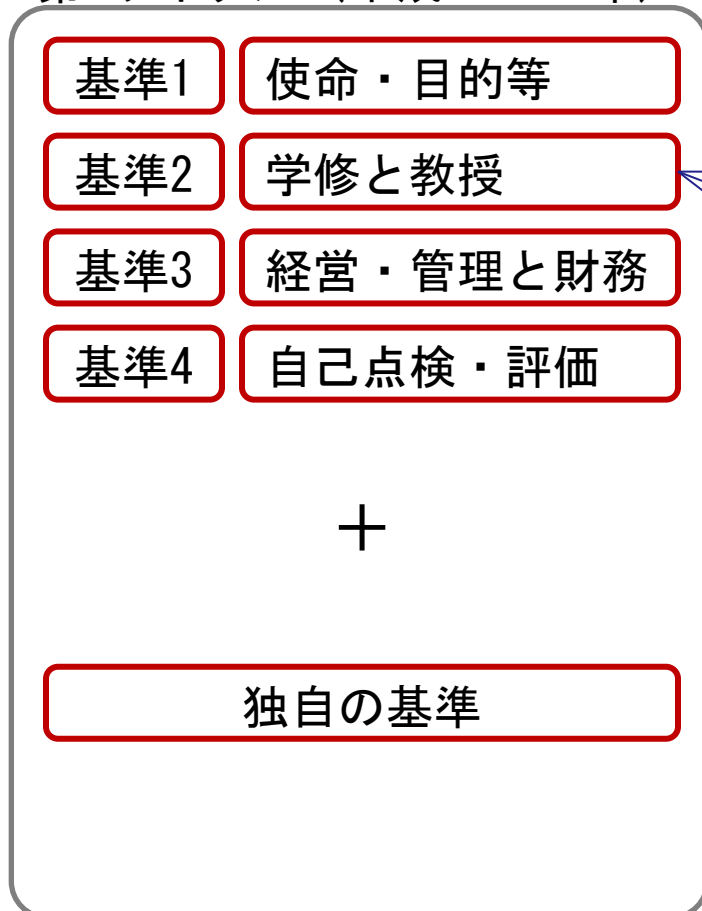 基準1 使命・目的等
基準2 学修と教授
基準3 経営・管理と財務
基準4 自己点検・評価
＋
独自の基準